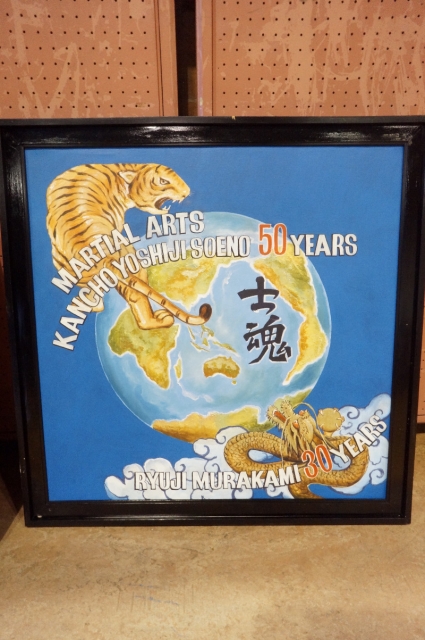 MARTIAL ARTS
KANCHO YOSHIJI SOENO 50 YEARS
士魂
RYUJI MURAKAMI 30 YEARS